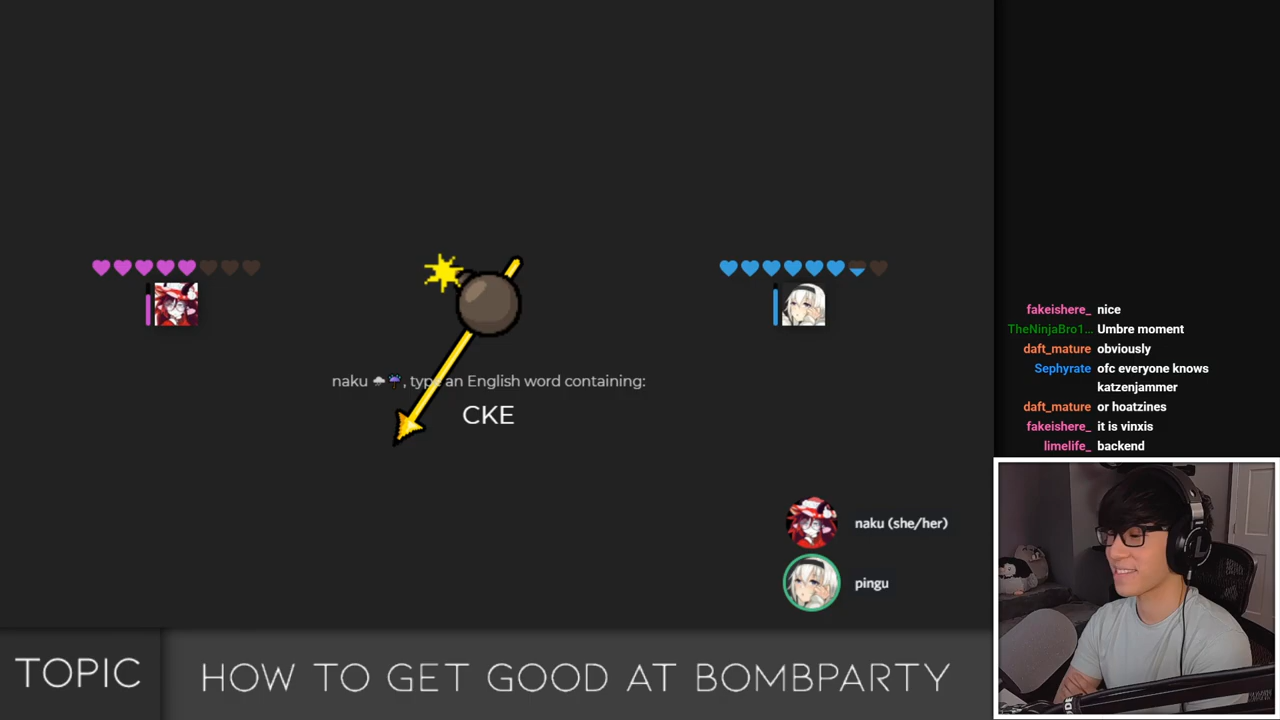 naku 🌧☔, type an English word containing:
CKE
naku (she/her)
pingu
TOPIC
HOW TO GET GOOD AT BOMBPARTY
fakeishere_ nice
TheNinjaBro1... Umbre moment
daft_mature obviously
Sephyrate ofc everyone knows
katzenjammer
daft_mature or hoatzines
fakeishere_ it is vinxis
limelife_ backend